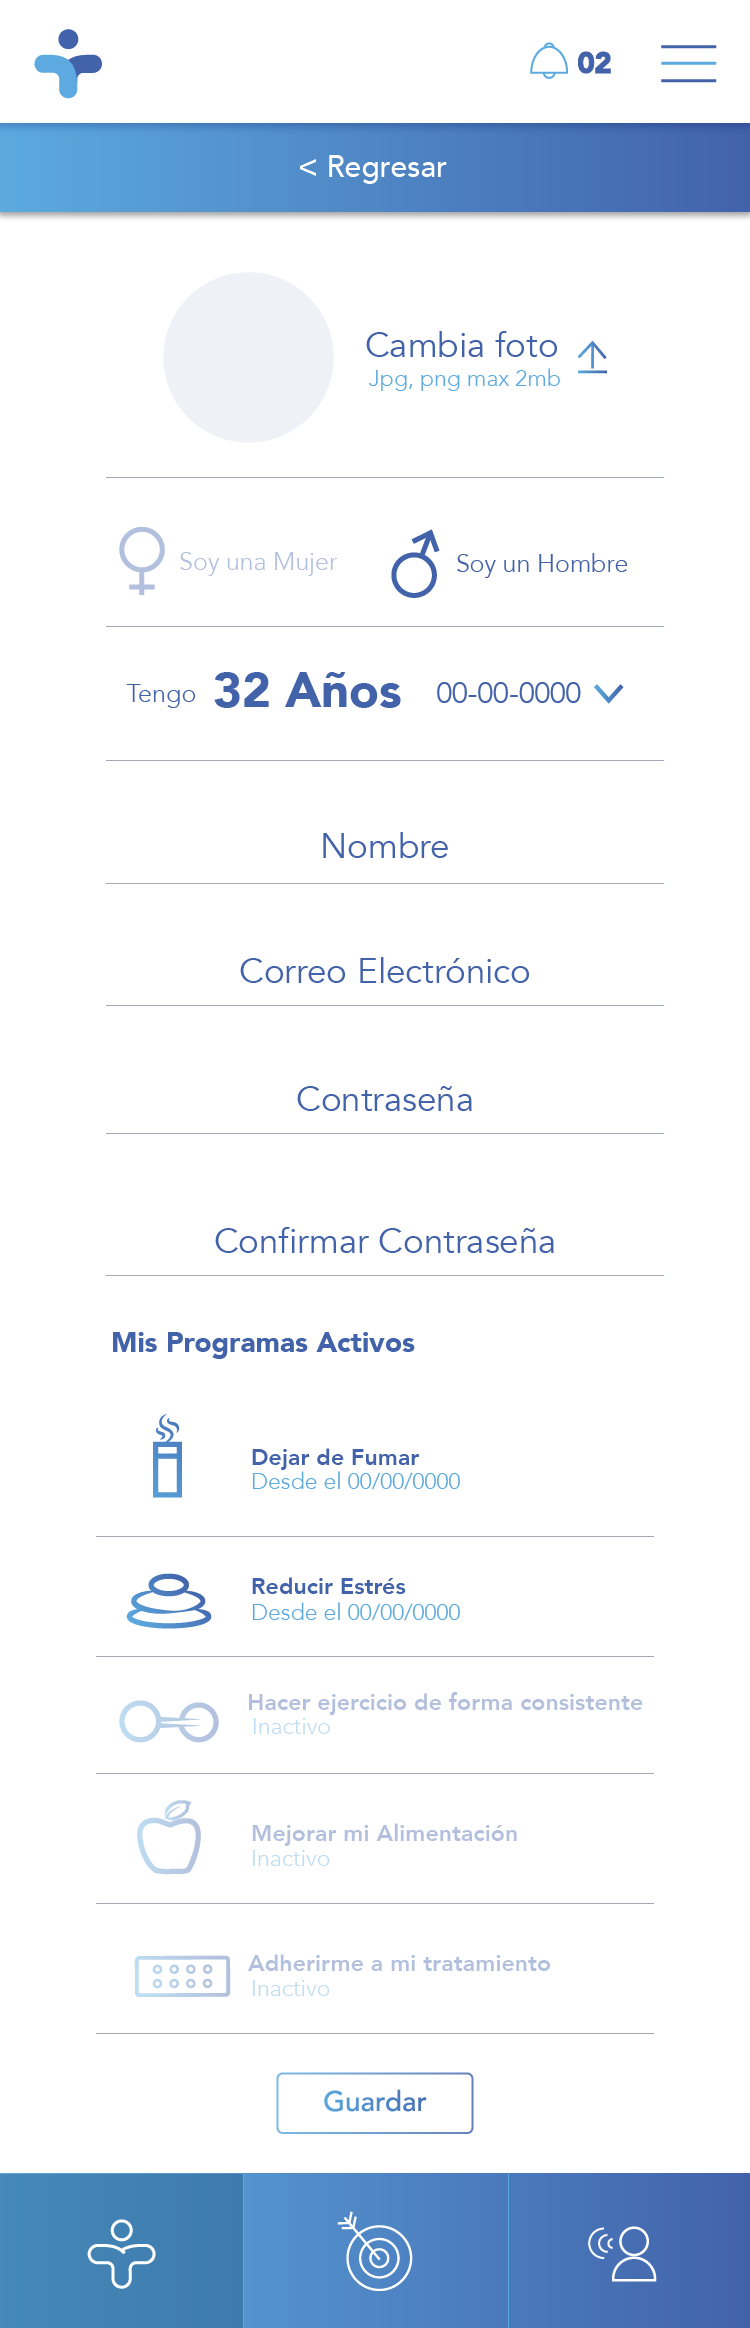 02
< Regresar
Cambia foto
Jpg, png max 2mb
Soy una Mujer
Soy un Hombre
Tengo 32 Años 00-00-0000
Nombre
Correo Electrónico
Contraseña
Confirmar Contraseña
Mis Programas Activos
Dejar de Fumar
Desde el 00/00/0000
Reducir Estrés
Desde el 00/00/0000
Hacer ejercicio de forma consistente
Inactivo
Mejorar mi Alimentación
Inactivo
Adherirme a mi tratamiento
Inactivo
Guardar